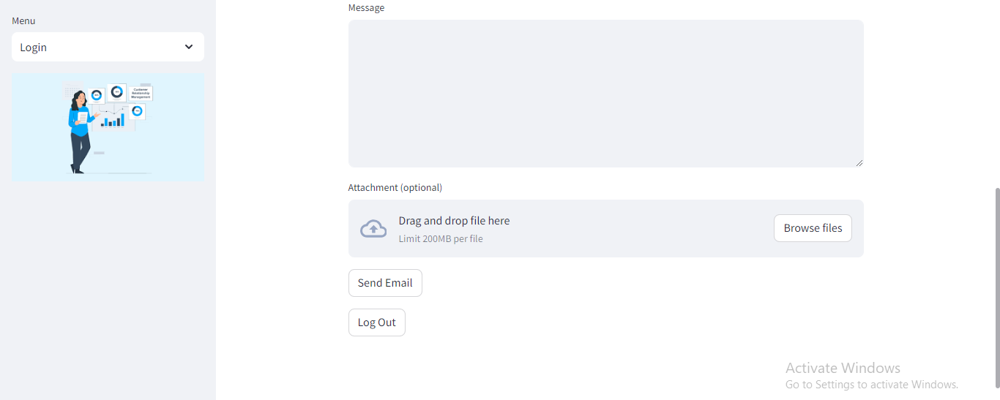 Menu
Login
Customer
Relationship
Management
Message
Attachment (optional)
Drag and drop file here
Limit 200MB per file
Browse files
Send Email
Log Out
Activate Windows
Go to Settings to activate Windows.